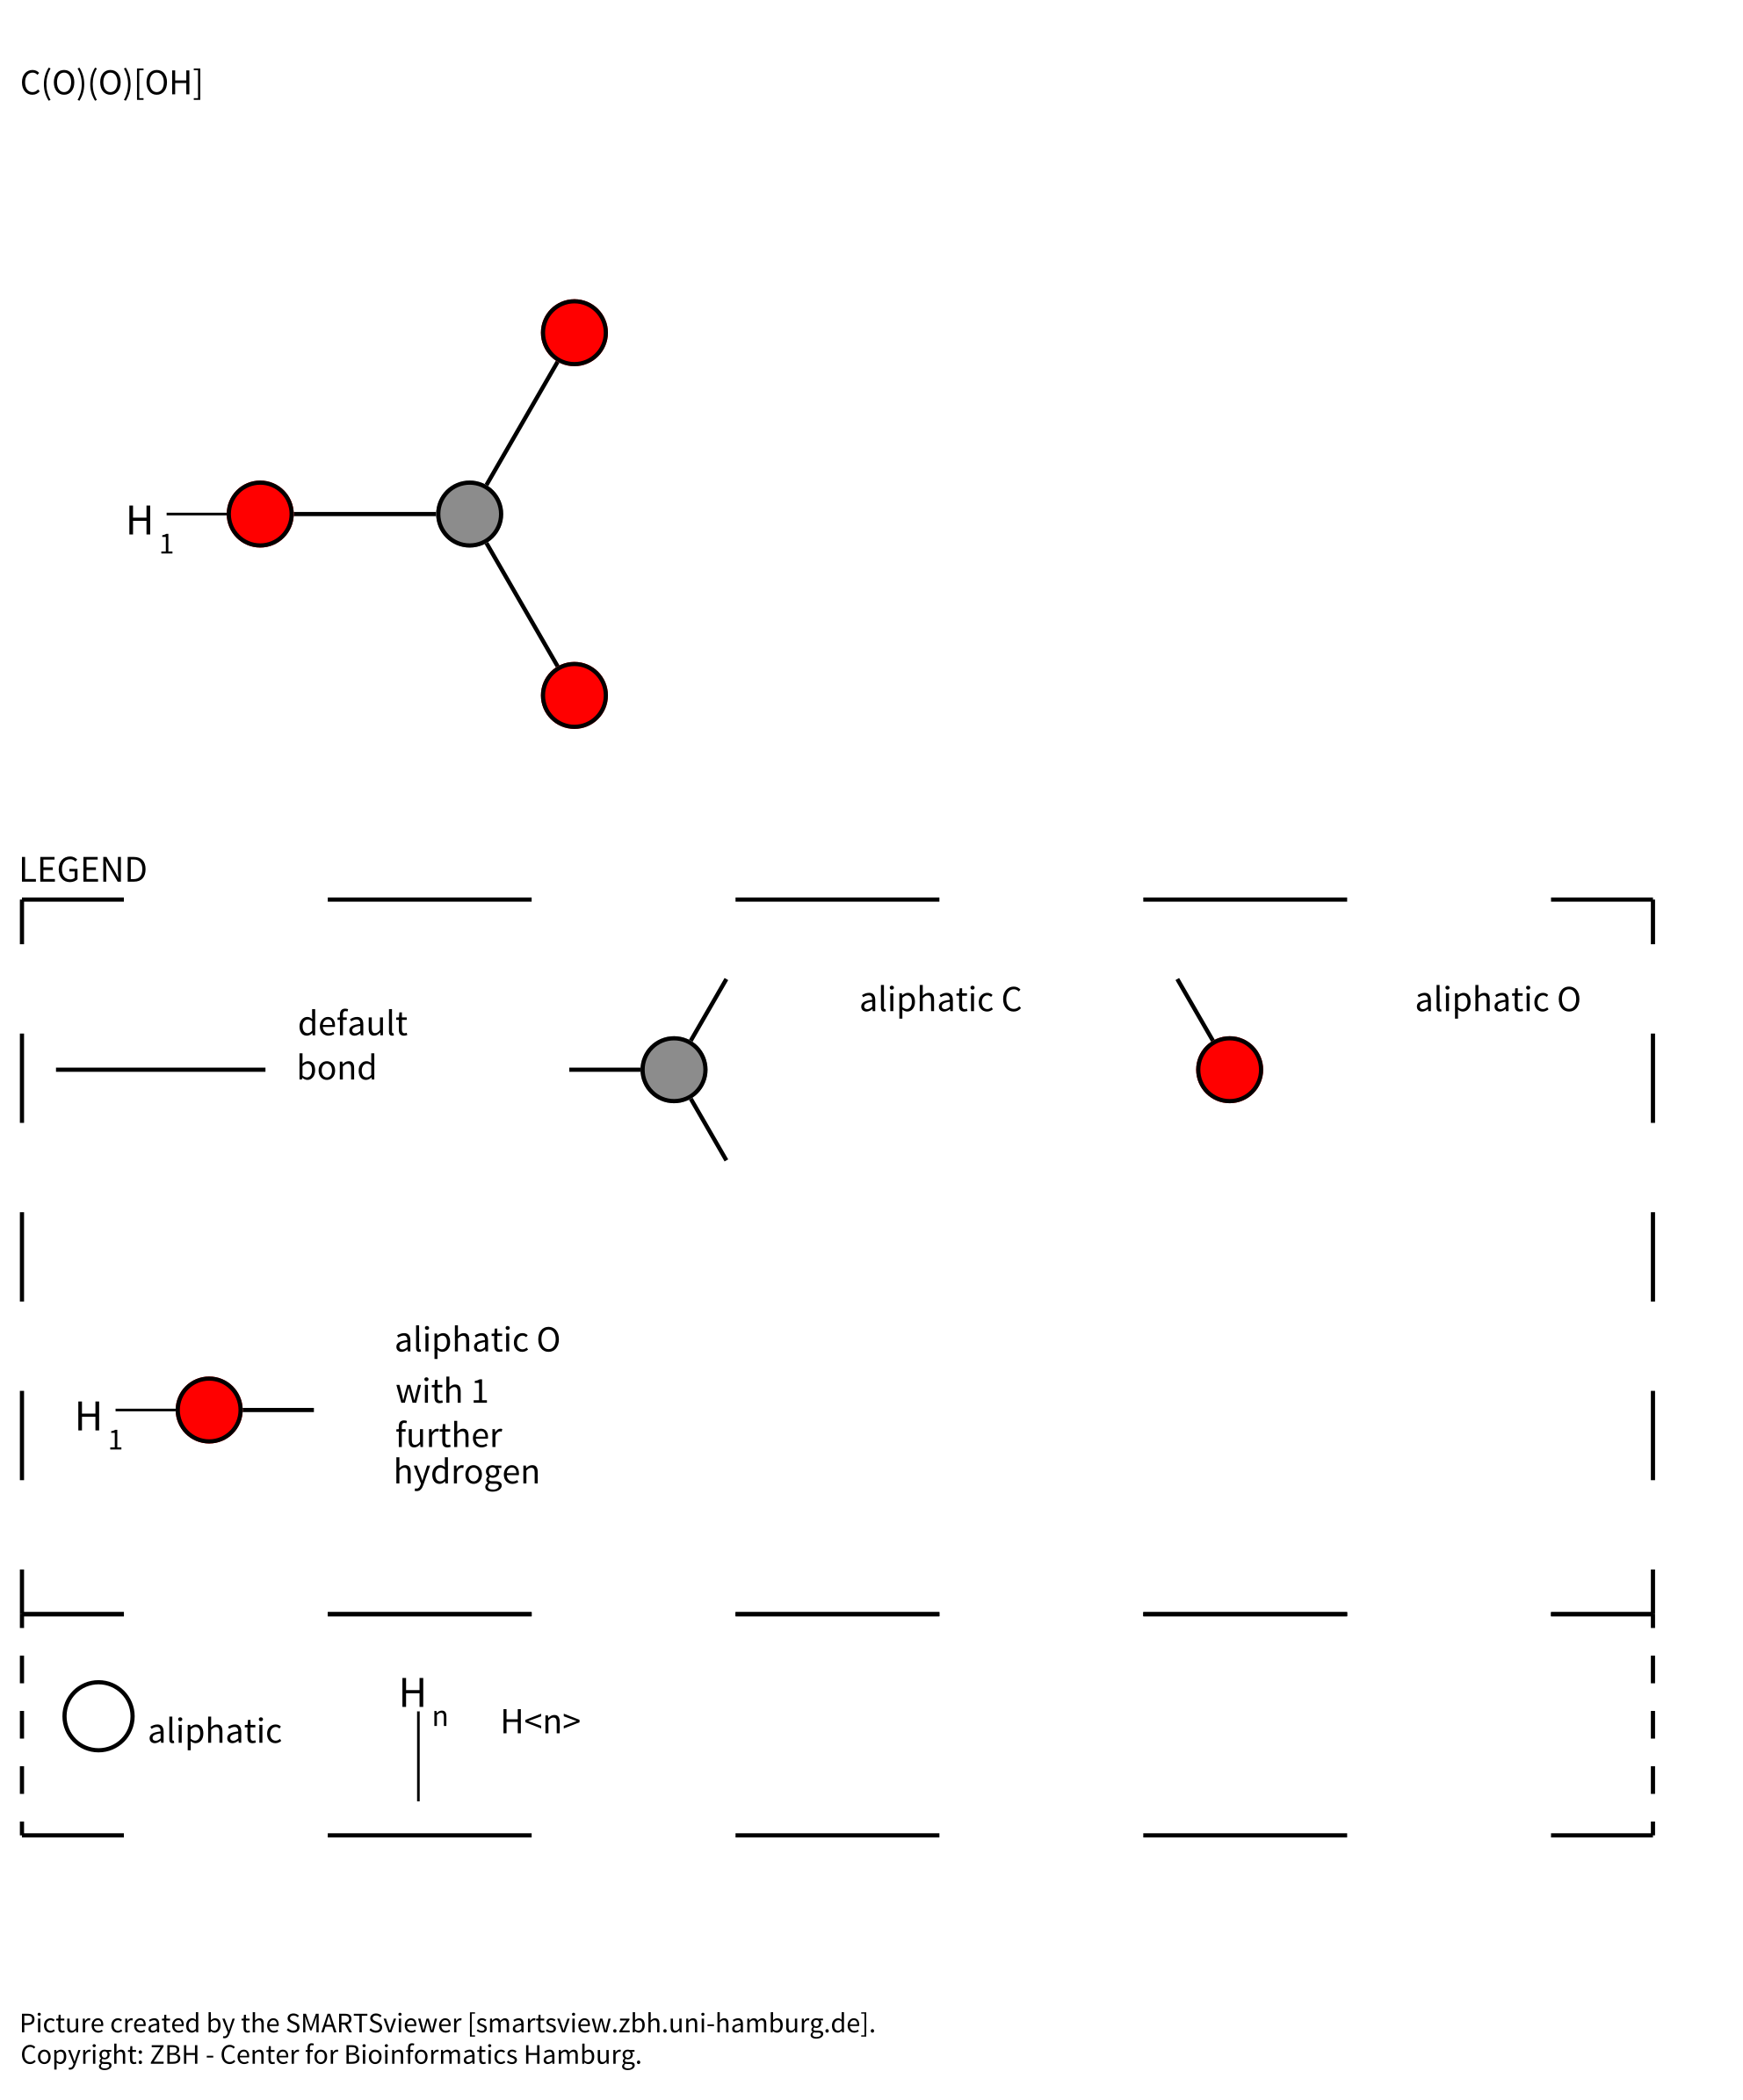 C(O)(O)[OH]
H
1
LEGEND
default
bond
aliphatic C
aliphatic O
H
1
aliphatic O
with 1
further
hydrogen
aliphatic
H
n
H<n>
Picture created by the SMARTSviewer [smartsview.zbh.uni-hamburg.de].
Copyright: ZBH - Center for Bioinformatics Hamburg.